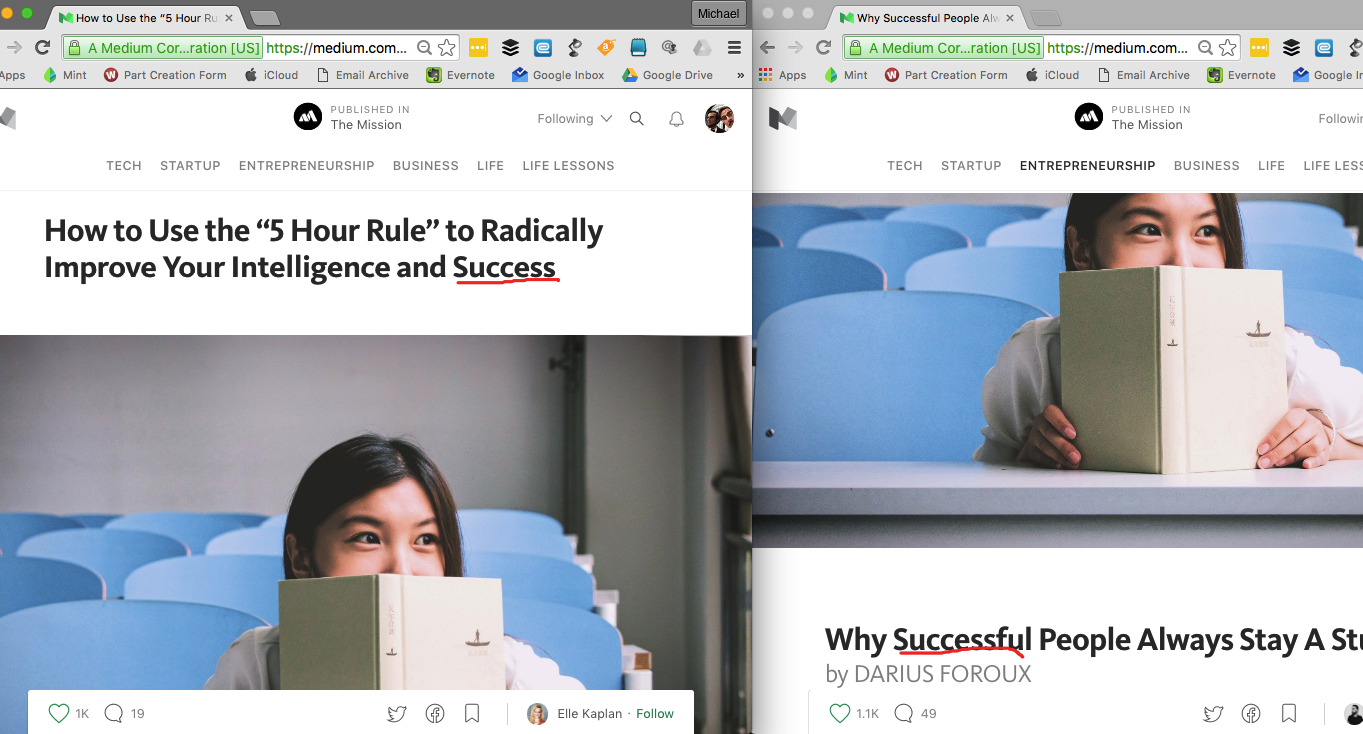 How to Use the “5 Hour Ru
Michael
A Medium Cor...ration [US] https://medium.com...
Apps Mint Part Creation Form iCloud Email Archive Evernote Google Inbox Google Drive »
PUBLISHED IN
The Mission
Following
TECH STARTUP ENTREPRENEURSHIP BUSINESS LIFE LIFE LESSONS
How to Use the “5 Hour Rule” to Radically
Improve Your Intelligence and Success
1K 19 Elle Kaplan · Follow
Why Successful People Alw
A Medium Cor...ration [US] https://medium.com...
Apps Mint Part Creation Form iCloud Email Archive Evernote Google In
PUBLISHED IN
The Mission
Followin
TECH STARTUP ENTREPRENEURSHIP BUSINESS LIFE LIFE LESS
Why Successful People Always Stay A Stu
by DARIUS FOROUX
1.1K 49